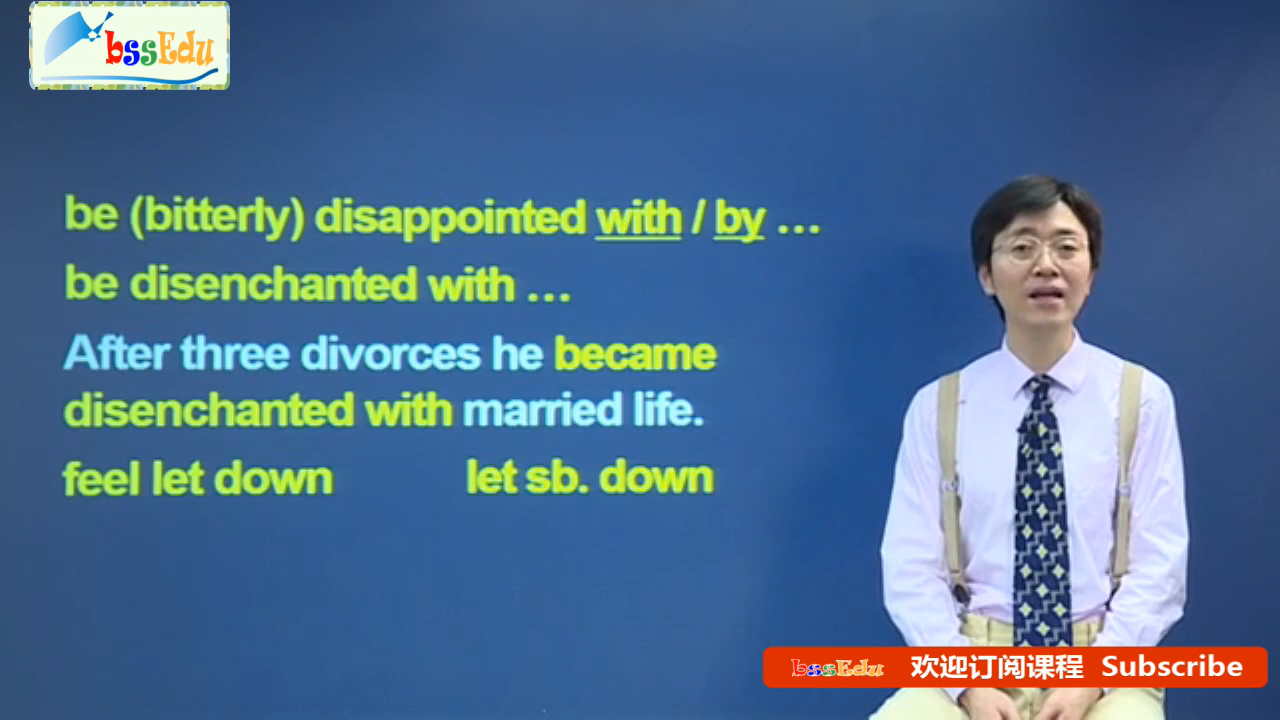 bssEdu
be (bitterly) disappointed with / by …
be disenchanted with …
After three divorces he became
disenchanted with married life.
feel let down let sb. down
bssEdu 欢迎订阅课程 Subscribe